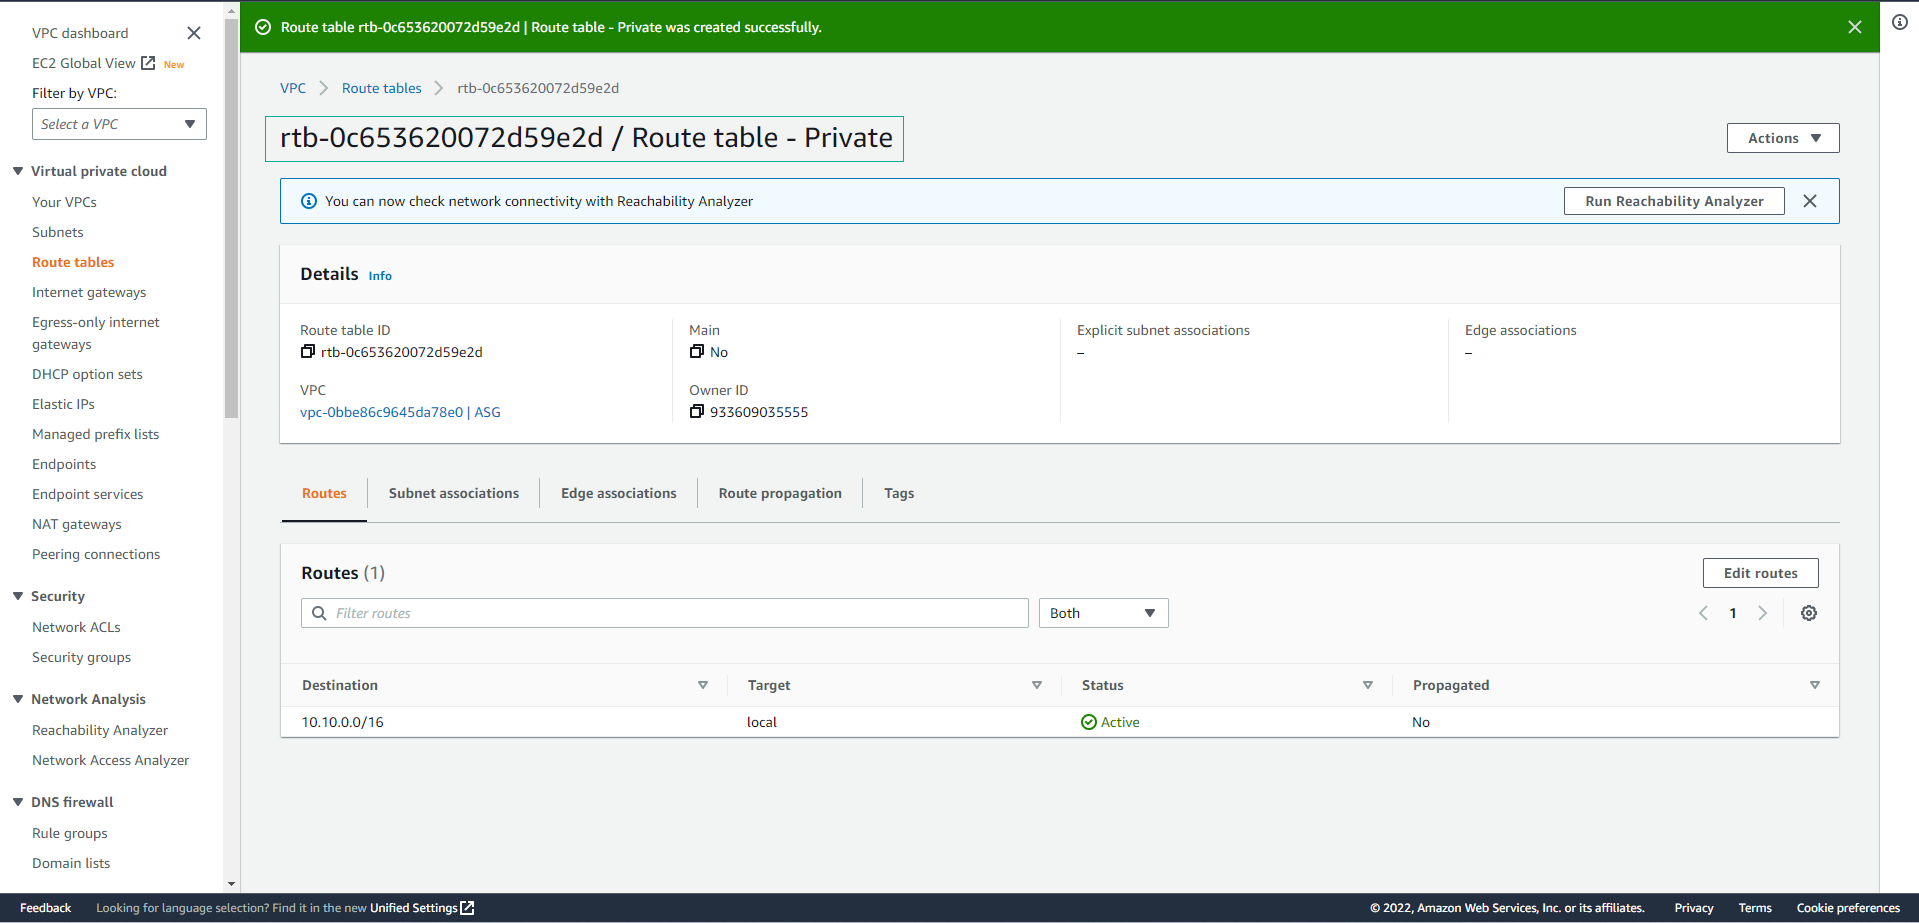 Route table rtb-0c653620072d59e2d | Route table - Private was created successfully.
VPC dashboard
EC2 Global View New
Filter by VPC:
Select a VPC
Virtual private cloud
Your VPCs
Subnets
Route tables
Internet gateways
Egress-only internet
gateways
DHCP option sets
Elastic IPs
Managed prefix lists
Endpoints
Endpoint services
NAT gateways
Peering connections
Security
Network ACLs
Security groups
Network Analysis
Reachability Analyzer
Network Access Analyzer
DNS firewall
Rule groups
Domain lists
VPC Route tables rtb-0c653620072d59e2d
rtb-0c653620072d59e2d / Route table - Private
Actions
You can now check network connectivity with Reachability Analyzer
Run Reachability Analyzer
Details Info
Route table ID
rtb-0c653620072d59e2d
VPC
vpc-0bbe86c9645da78e0 | ASG
Main
No
Owner ID
933609035555
Explicit subnet associations
–
Edge associations
–
Routes Subnet associations Edge associations Route propagation Tags
Routes (1)
Edit routes
Filter routes
Both
1
Destination Target Status Propagated
10.10.0.0/16 local Active No
Feedback Looking for language selection? Find it in the new Unified Settings © 2022, Amazon Web Services, Inc. or its affiliates. Privacy Terms Cookie preferences